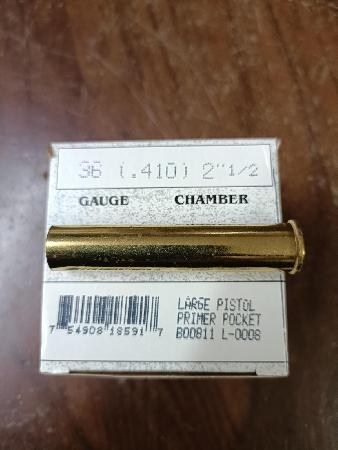 36 (.410) 2" 1/2
GAUGE CHAMBER
LARGE PISTOL
PRIMER POCKET
B00811 L-0008
7 54908 18591 7